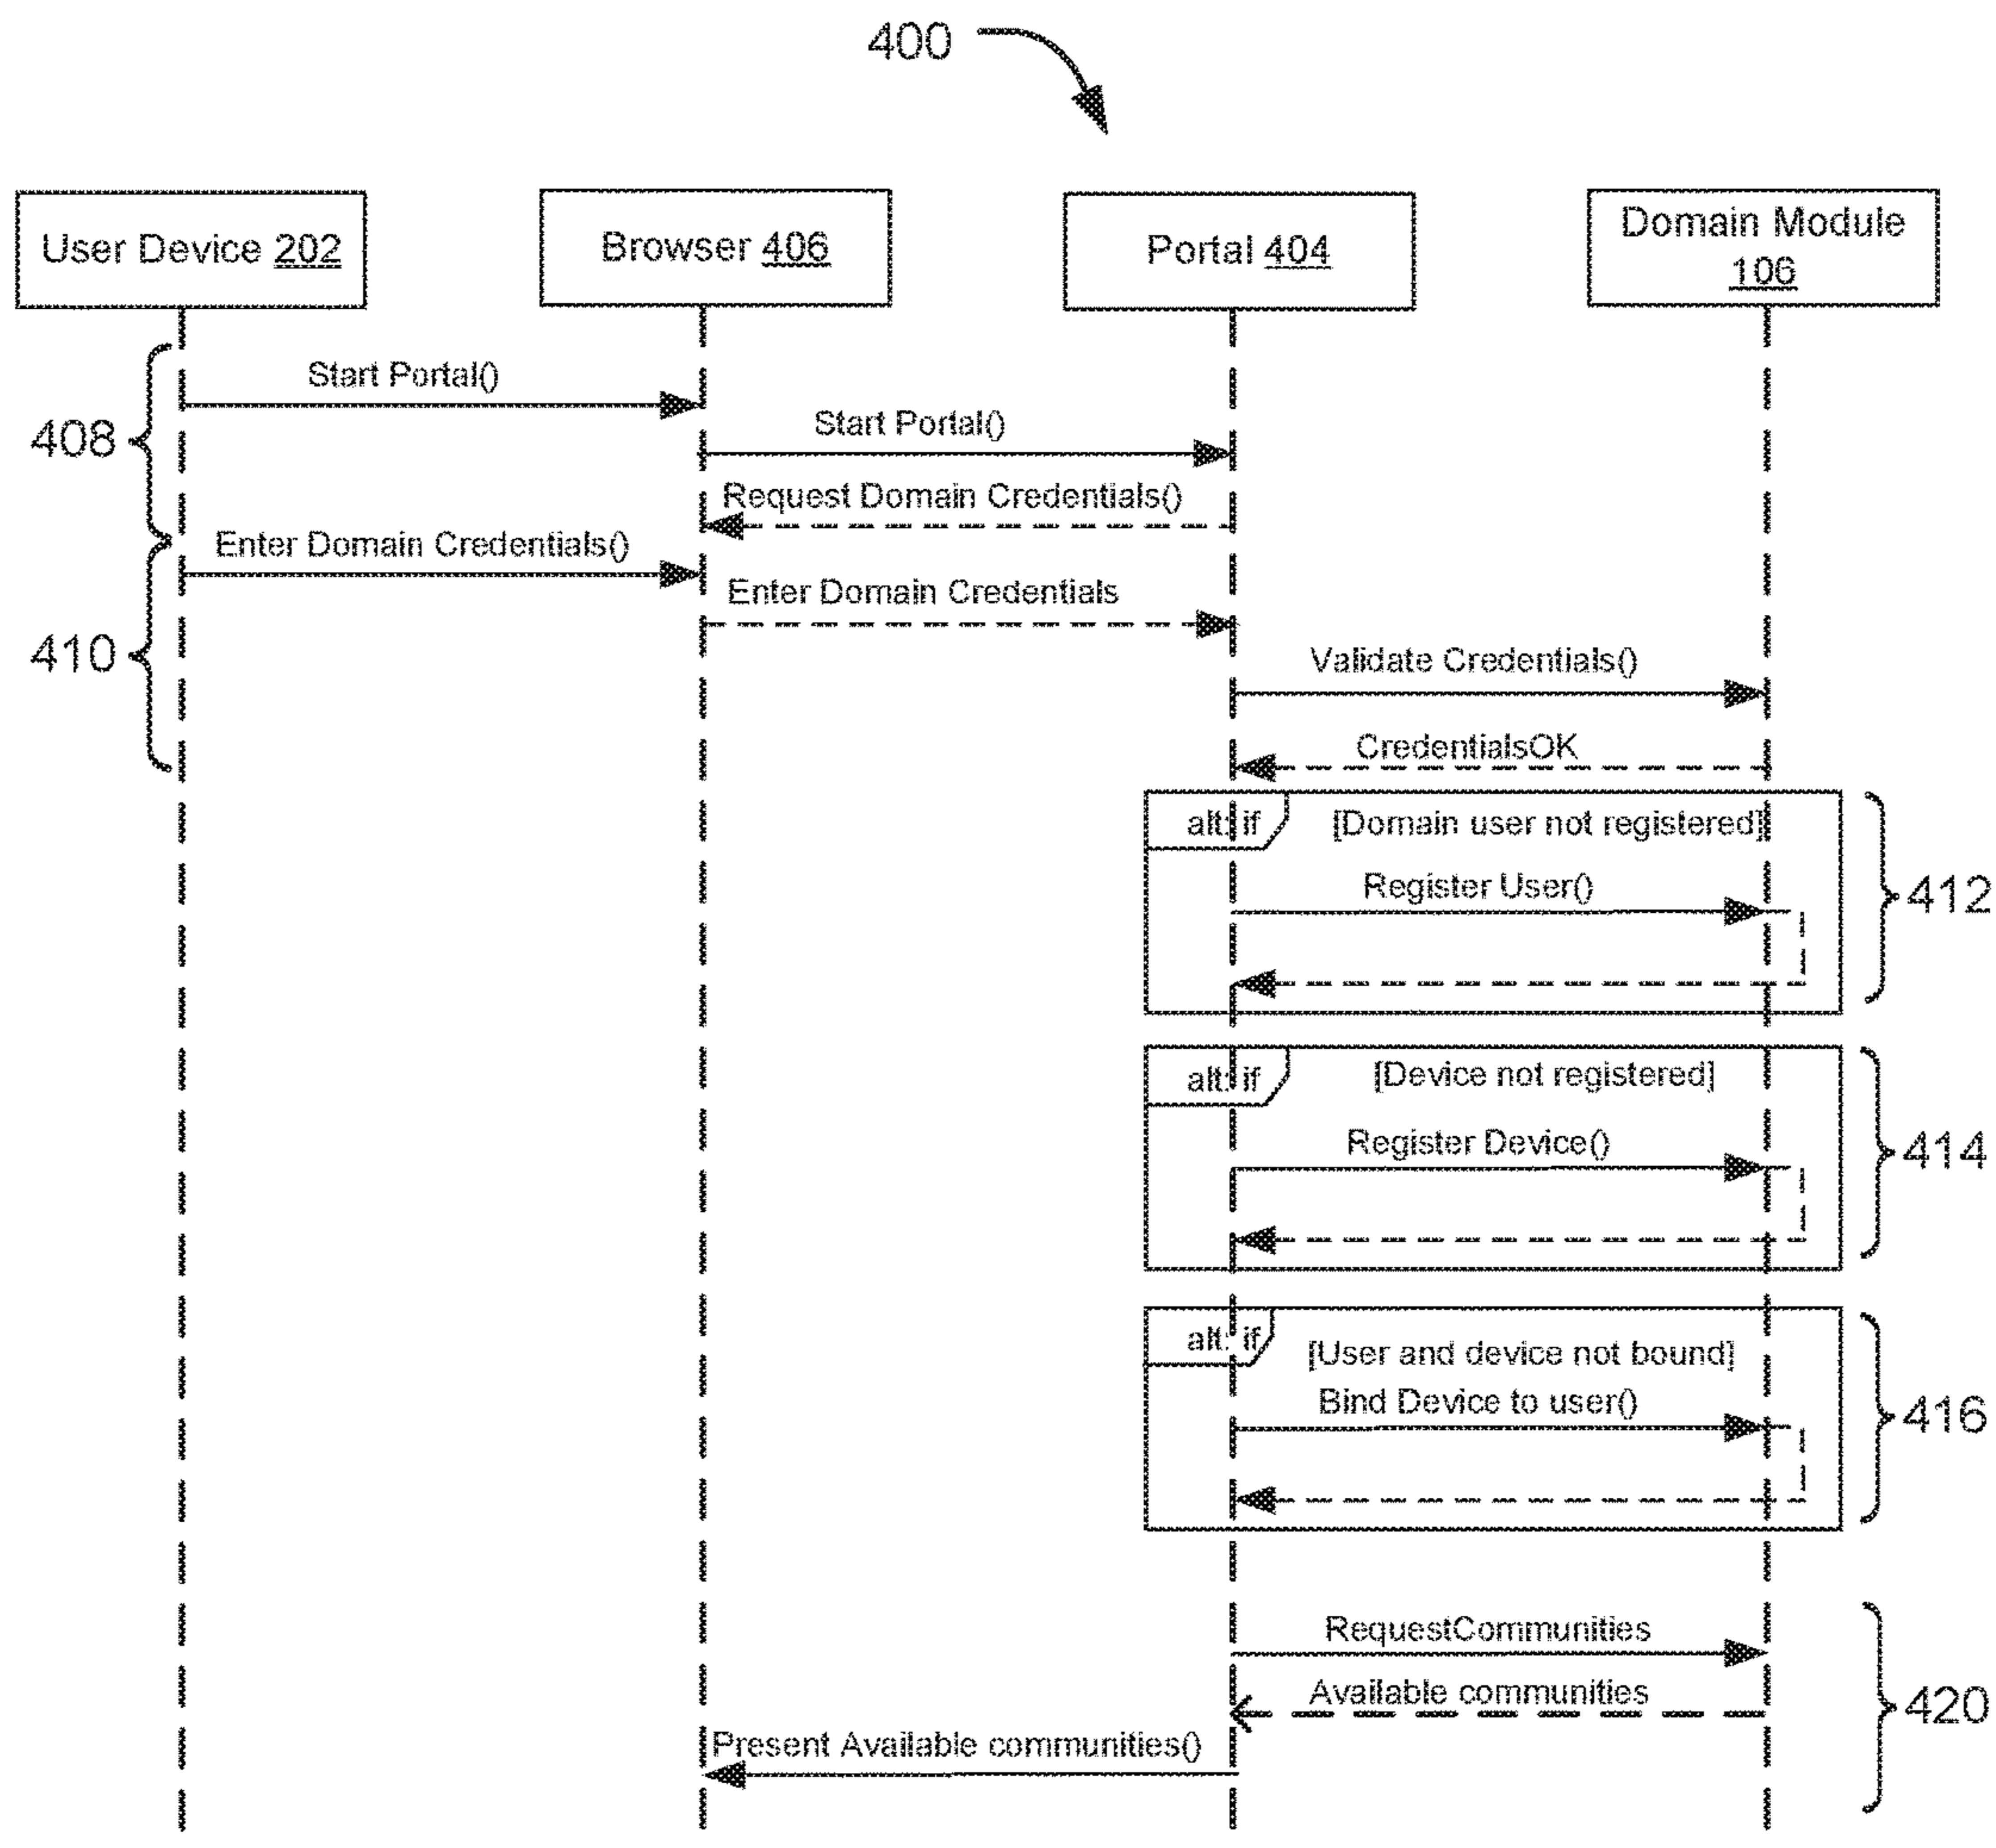 400
User Device 202
Browser 406
Portal 404
Domain Module
106
Start Portal()
408
Start Portal()
Request Domain Credentials()
Enter Domain Credentials()
Enter Domain Credentials
410
Validate Credentials()
CredentialsOK
alt: if [Domain user not registered]
Register User()
412
alt: if [Device not registered]
Register Device()
414
alt: if [User and device not bound]
Bind Device to user()
416
RequestCommunities
Available communities
420
Present Available communities()